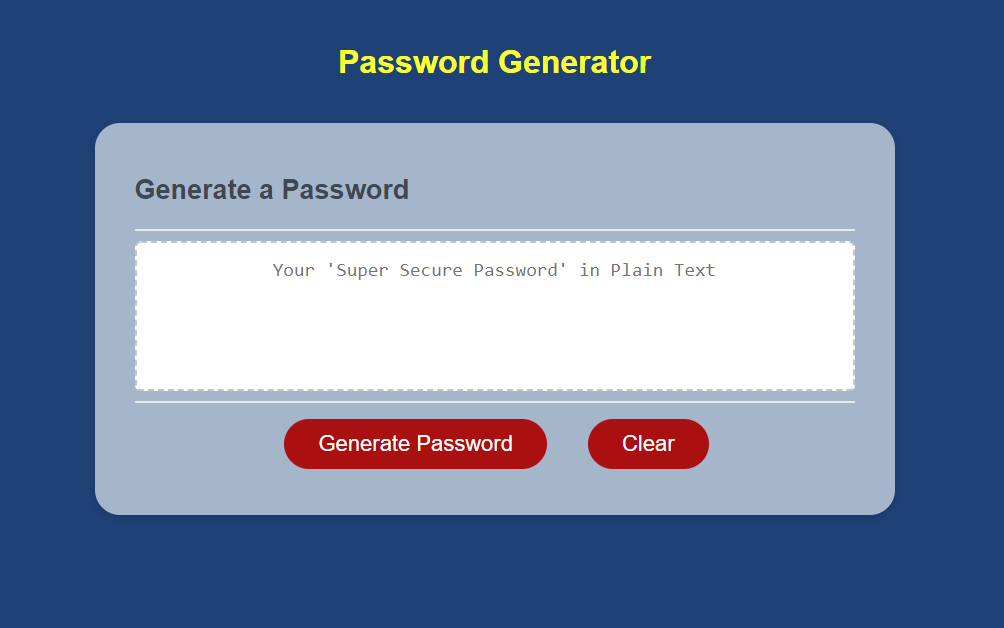 Password Generator
Generate a Password
Your 'Super Secure Password' in Plain Text
Generate Password
Clear